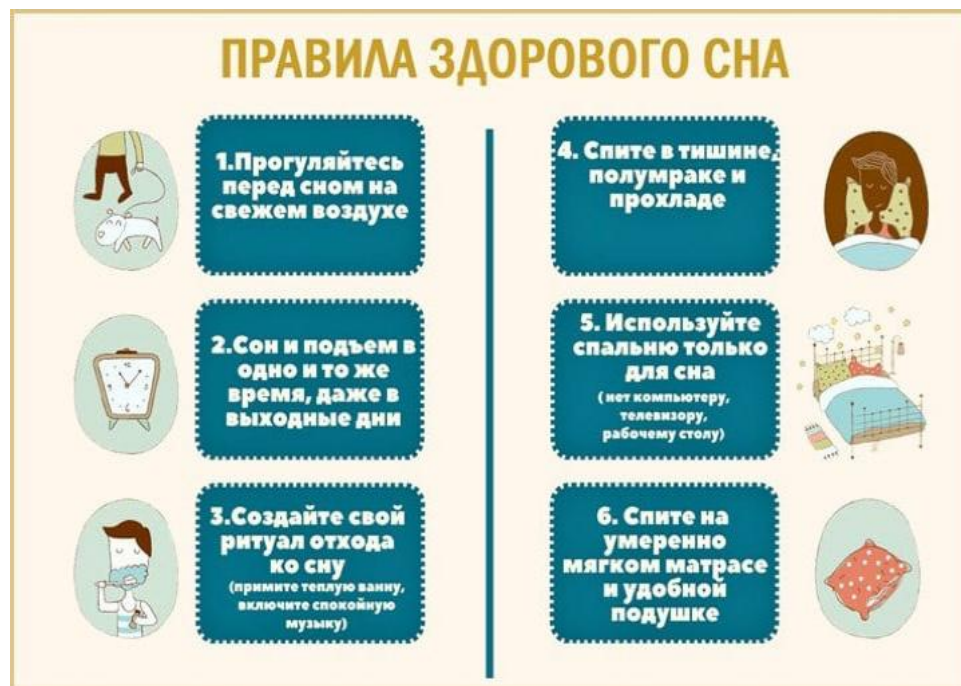 ПРАВИЛА ЗДОРОВОГО СНА
1.Прогуляйтесь
перед сном на
свежем воздухе
2.Сон и подъем в
одно и то же
время, даже в
выходные дни
3.Создайте свой
ритуал отхода
ко сну
(примите теплую ванну,
включите спокойную
музыку)
4. Спите в тишине,
полумраке и
прохладе
5. Используйте
спальню только
для сна
(нет компьютеру,
телевизору,
рабочему столу)
6. Спите на
умеренно
мягком матрасе
и удобной
подушке